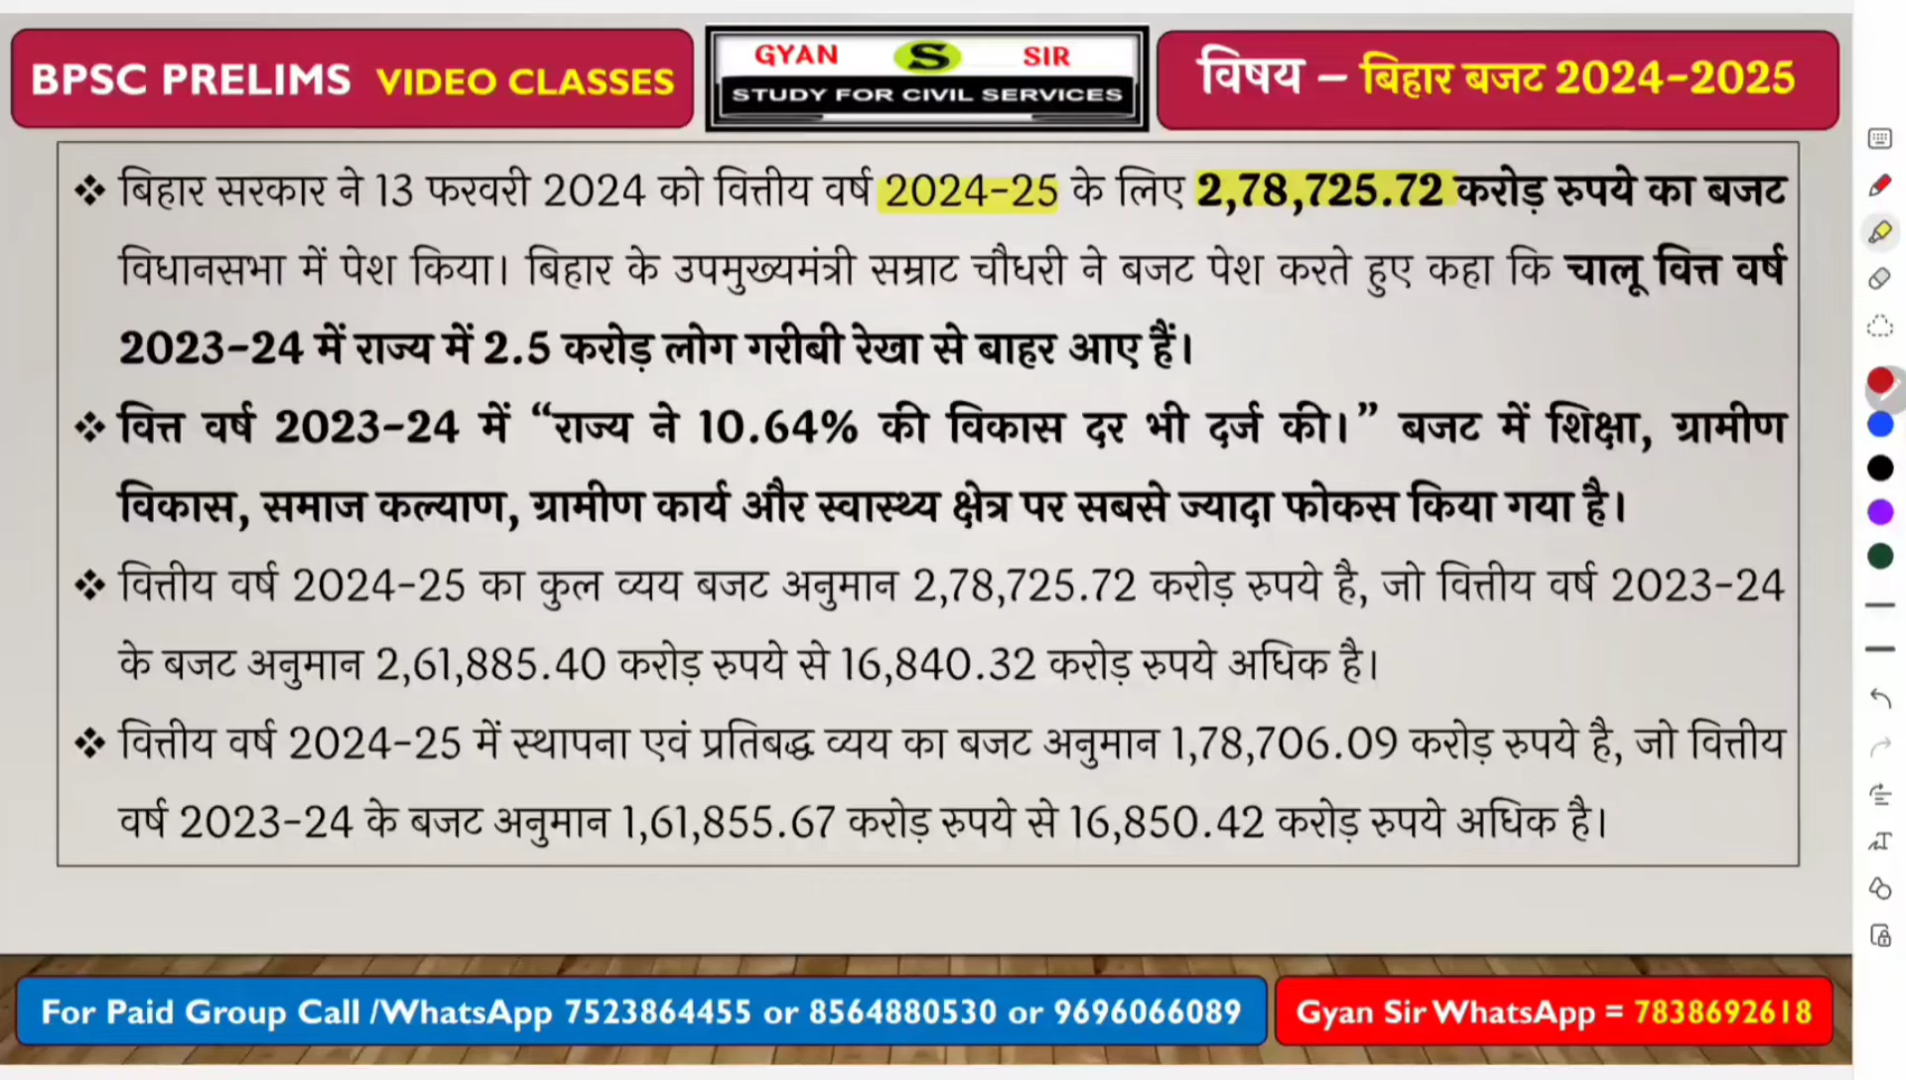 BPSC PRELIMS VIDEO CLASSES
GYAN S SIR
STUDY FOR CIVIL SERVICES
विषय – बिहार बजट 2024-2025
❖ बिहार सरकार ने 13 फरवरी 2024 को वित्तीय वर्ष 2024-25 के लिए 2,78,725.72 करोड़ रुपये का बजट
विधानसभा में पेश किया। बिहार के उपमुख्यमंत्री सम्राट चौधरी ने बजट पेश करते हुए कहा कि चालू वित्त वर्ष
2023-24 में राज्य में 2.5 करोड़ लोग गरीबी रेखा से बाहर आए हैं।
❖ वित्त वर्ष 2023-24 में “राज्य ने 10.64% की विकास दर भी दर्ज की।” बजट में शिक्षा, ग्रामीण
विकास, समाज कल्याण, ग्रामीण कार्य और स्वास्थ्य क्षेत्र पर सबसे ज्यादा फोकस किया गया है।
❖ वित्तीय वर्ष 2024-25 का कुल व्यय बजट अनुमान 2,78,725.72 करोड़ रुपये है, जो वित्तीय वर्ष 2023-24
के बजट अनुमान 2,61,885.40 करोड़ रुपये से 16,840.32 करोड़ रुपये अधिक है।
❖ वित्तीय वर्ष 2024-25 में स्थापना एवं प्रतिबद्ध व्यय का बजट अनुमान 1,78,706.09 करोड़ रुपये है, जो वित्तीय
वर्ष 2023-24 के बजट अनुमान 1,61,855.67 करोड़ रुपये से 16,850.42 करोड़ रुपये अधिक है।
For Paid Group Call /WhatsApp 7523864455 or 8564880530 or 9696066089
Gyan Sir WhatsApp = 7838692618